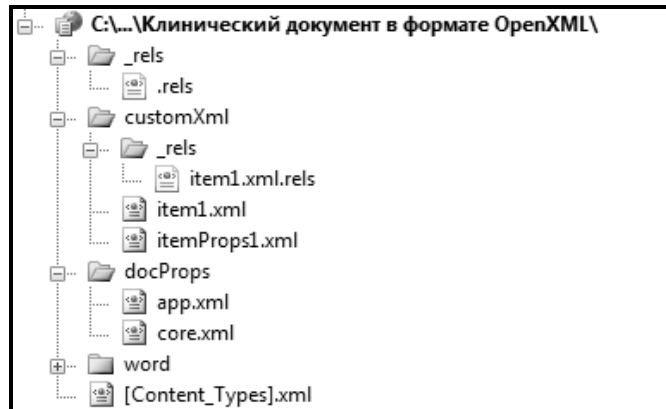 C:\...\Клинический документ в формате OpenXML\
_rels
.rels
customXml
_rels
item1.xml.rels
item1.xml
itemProps1.xml
docProps
app.xml
core.xml
word
[Content_Types].xml